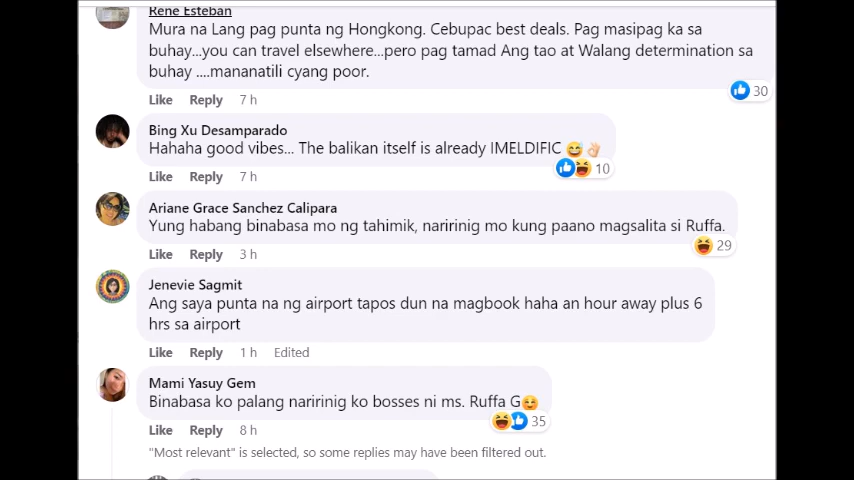 Rene Esteban
Mura na Lang pag punta ng Hongkong. Cebupac best deals. Pag masipag ka sa
buhay...you can travel elsewhere...pero pag tamad Ang tao at Walang determination sa
buhay ....mananatili cyang poor.
Like Reply 7 h
30
Bing Xu Desamparado
Hahaha good vibes... The balikan itself is already IMELDIFIC 😅👌🏻
10
Like Reply 7 h
Ariane Grace Sanchez Calipara
Yung habang binabasa mo ng tahimik, naririnig mo kung paano magsalita si Ruffa.
29
Like Reply 3 h
Jenevie Sagmit
Ang saya punta na ng airport tapos dun na magbook haha an hour away plus 6
hrs sa airport
Like Reply 1 h Edited
Mami Yasuy Gem
Binabasa ko palang naririnig ko bosses ni ms. Ruffa G☺️
35
Like Reply 8 h
"Most relevant" is selected, so some replies may have been filtered out.